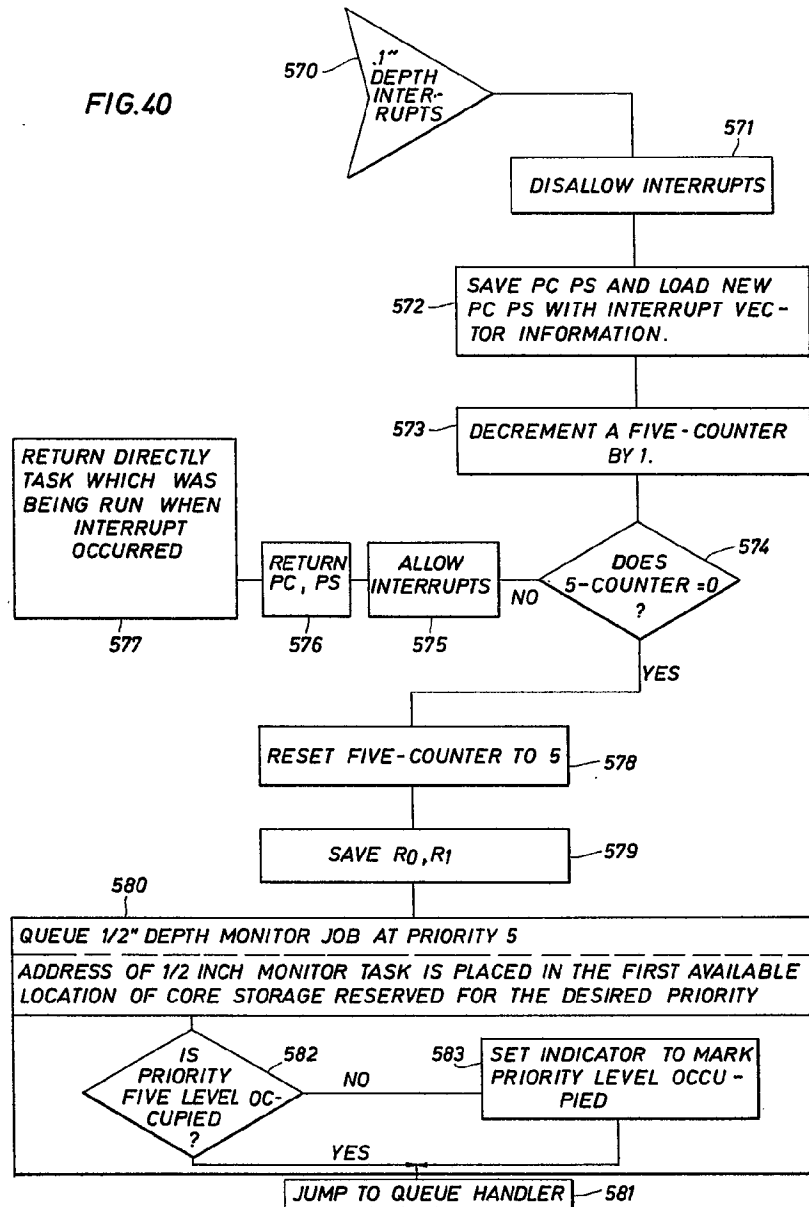 FIG.40
570
.1"
DEPTH
INTER-
RUPTS
571
DISALLOW INTERRUPTS
572
SAVE PC PS AND LOAD NEW
PC PS WITH INTERRUPT VEC-
TOR INFORMATION.
573
DECREMENT A FIVE-COUNTER
BY 1.
RETURN DIRECTLY
TASK WHICH WAS
BEING RUN WHEN
INTERRUPT
OCCURRED
577
RETURN
PC, PS
576
ALLOW
INTERRUPTS
575
NO
DOES
5-COUNTER =0
?
574
YES
RESET FIVE-COUNTER TO 5
578
SAVE R0,R1
579
580
QUEUE 1/2" DEPTH MONITOR JOB AT PRIORITY 5
ADDRESS OF 1/2 INCH MONITOR TASK IS PLACED IN THE FIRST AVAILABLE
LOCATION OF CORE STORAGE RESERVED FOR THE DESIRED PRIORITY
IS
PRIORITY
FIVE LEVEL OC-
CUPIED
?
582
NO
583
SET INDICATOR TO MARK
PRIORITY LEVEL OCCU-
PIED
YES
JUMP TO QUEUE HANDLER
581